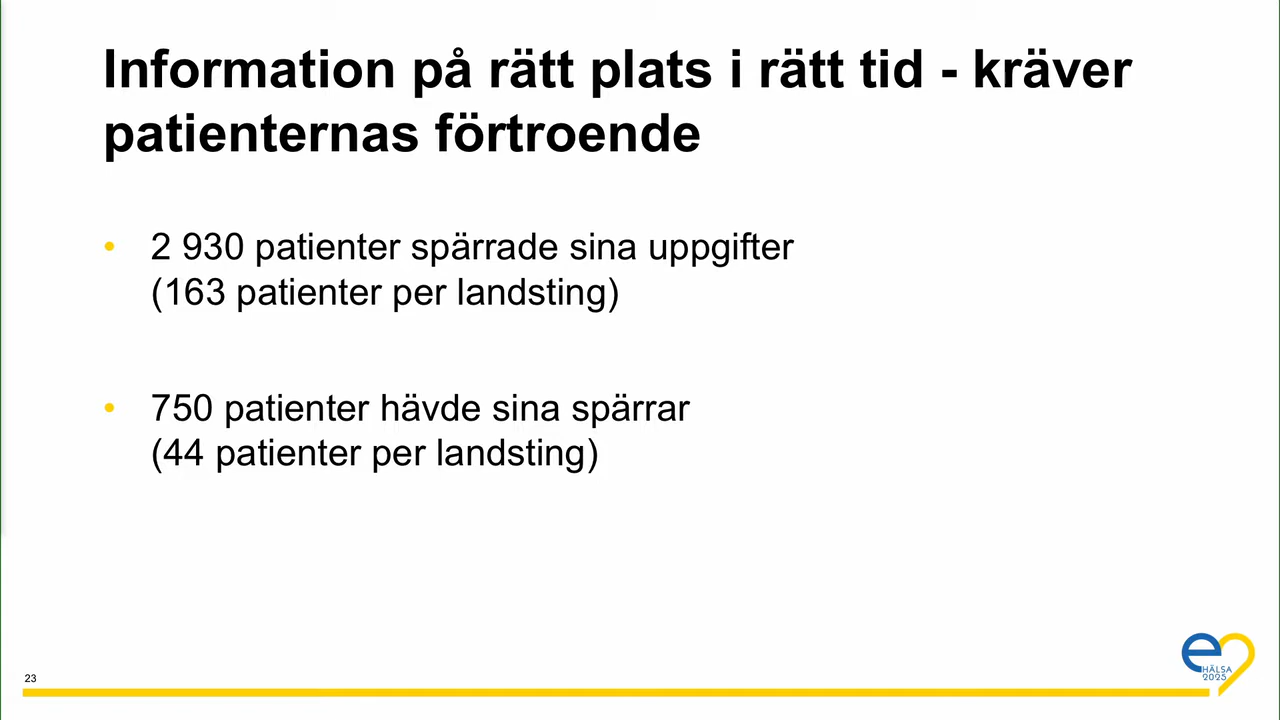 Information på rätt plats i rätt tid - kräver
patienternas förtroende
• 2 930 patienter spärrade sina uppgifter
(163 patienter per landsting)
• 750 patienter hävde sina spärrar
(44 patienter per landsting)
23
e
HÄLSA
2025